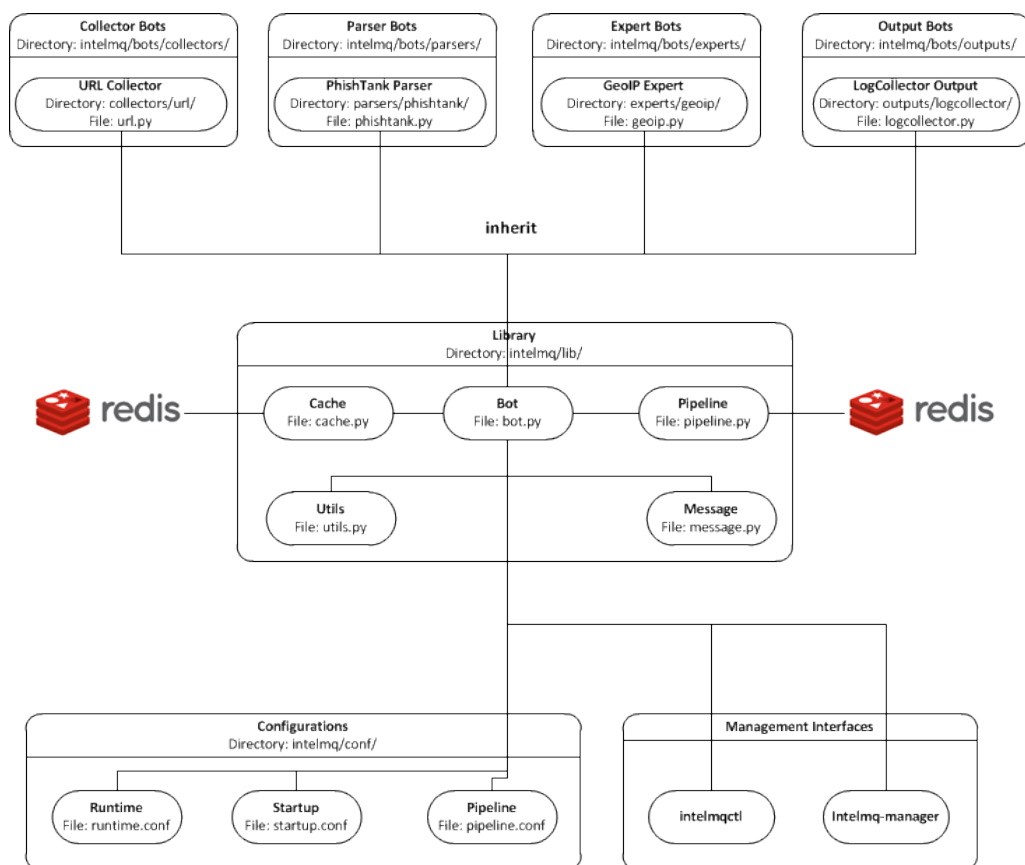 Collector Bots
Directory: intelmq/bots/collectors/
URL Collector
Directory: collectors/url/
File: url.py
Parser Bots
Directory: intelmq/bots/parsers/
PhishTank Parser
Directory: parsers/phishtank/
File: phishtank.py
Expert Bots
Directory: intelmq/bots/experts/
GeoIP Expert
Directory: experts/geoip/
File: geoip.py
Output Bots
Directory: intelmq/bots/outputs/
LogCollector Output
Directory: outputs/logcollector/
File: logcollector.py
inherit
Library
Directory: intelmq/lib/
redis
Cache
File: cache.py
Bot
File: bot.py
Pipeline
File: pipeline.py
redis
Utils
File: utils.py
Message
File: message.py
Configurations
Directory: intelmq/conf/
Runtime
File: runtime.conf
Startup
File: startup.conf
Pipeline
File: pipeline.conf
Management Interfaces
intelmqctl
Intelmq-manager